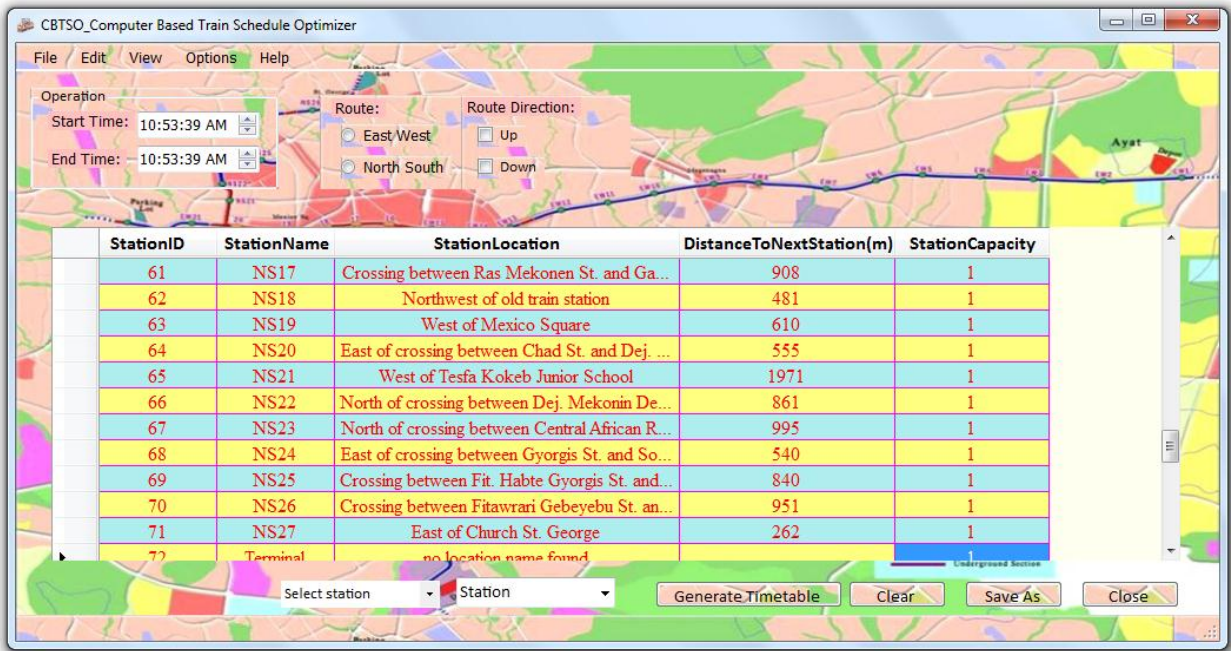 CBTSO_Computer Based Train Schedule Optimizer
File Edit View Options Help
Operation
Start Time: 10:53:39 AM
End Time: 10:53:39 AM
Route:
East West
North South
Route Direction:
Up
Down
Ayat
Depot
Parking
Lot
StationID StationName StationLocation DistanceToNextStation(m) StationCapacity
61 NS17 Crossing between Ras Mekonen St. and Ga... 908 1
62 NS18 Northwest of old train station 481 1
63 NS19 West of Mexico Square 610 1
64 NS20 East of crossing between Chad St. and Dej. ... 555 1
65 NS21 West of Tesfa Kokeb Junior School 1971 1
66 NS22 North of crossing between Dej. Mekonin De... 861 1
67 NS23 North of crossing between Central African R... 995 1
68 NS24 East of crossing between Gyorgis St. and So... 540 1
69 NS25 Crossing between Fit. Habte Gyorgis St. and... 840 1
70 NS26 Crossing between Fitawrari Gebeyebu St. an... 951 1
71 NS27 East of Church St. George 262 1
72 Terminal no location name found 1
Underground Section
Select station Station Generate Timetable Clear Save As Close